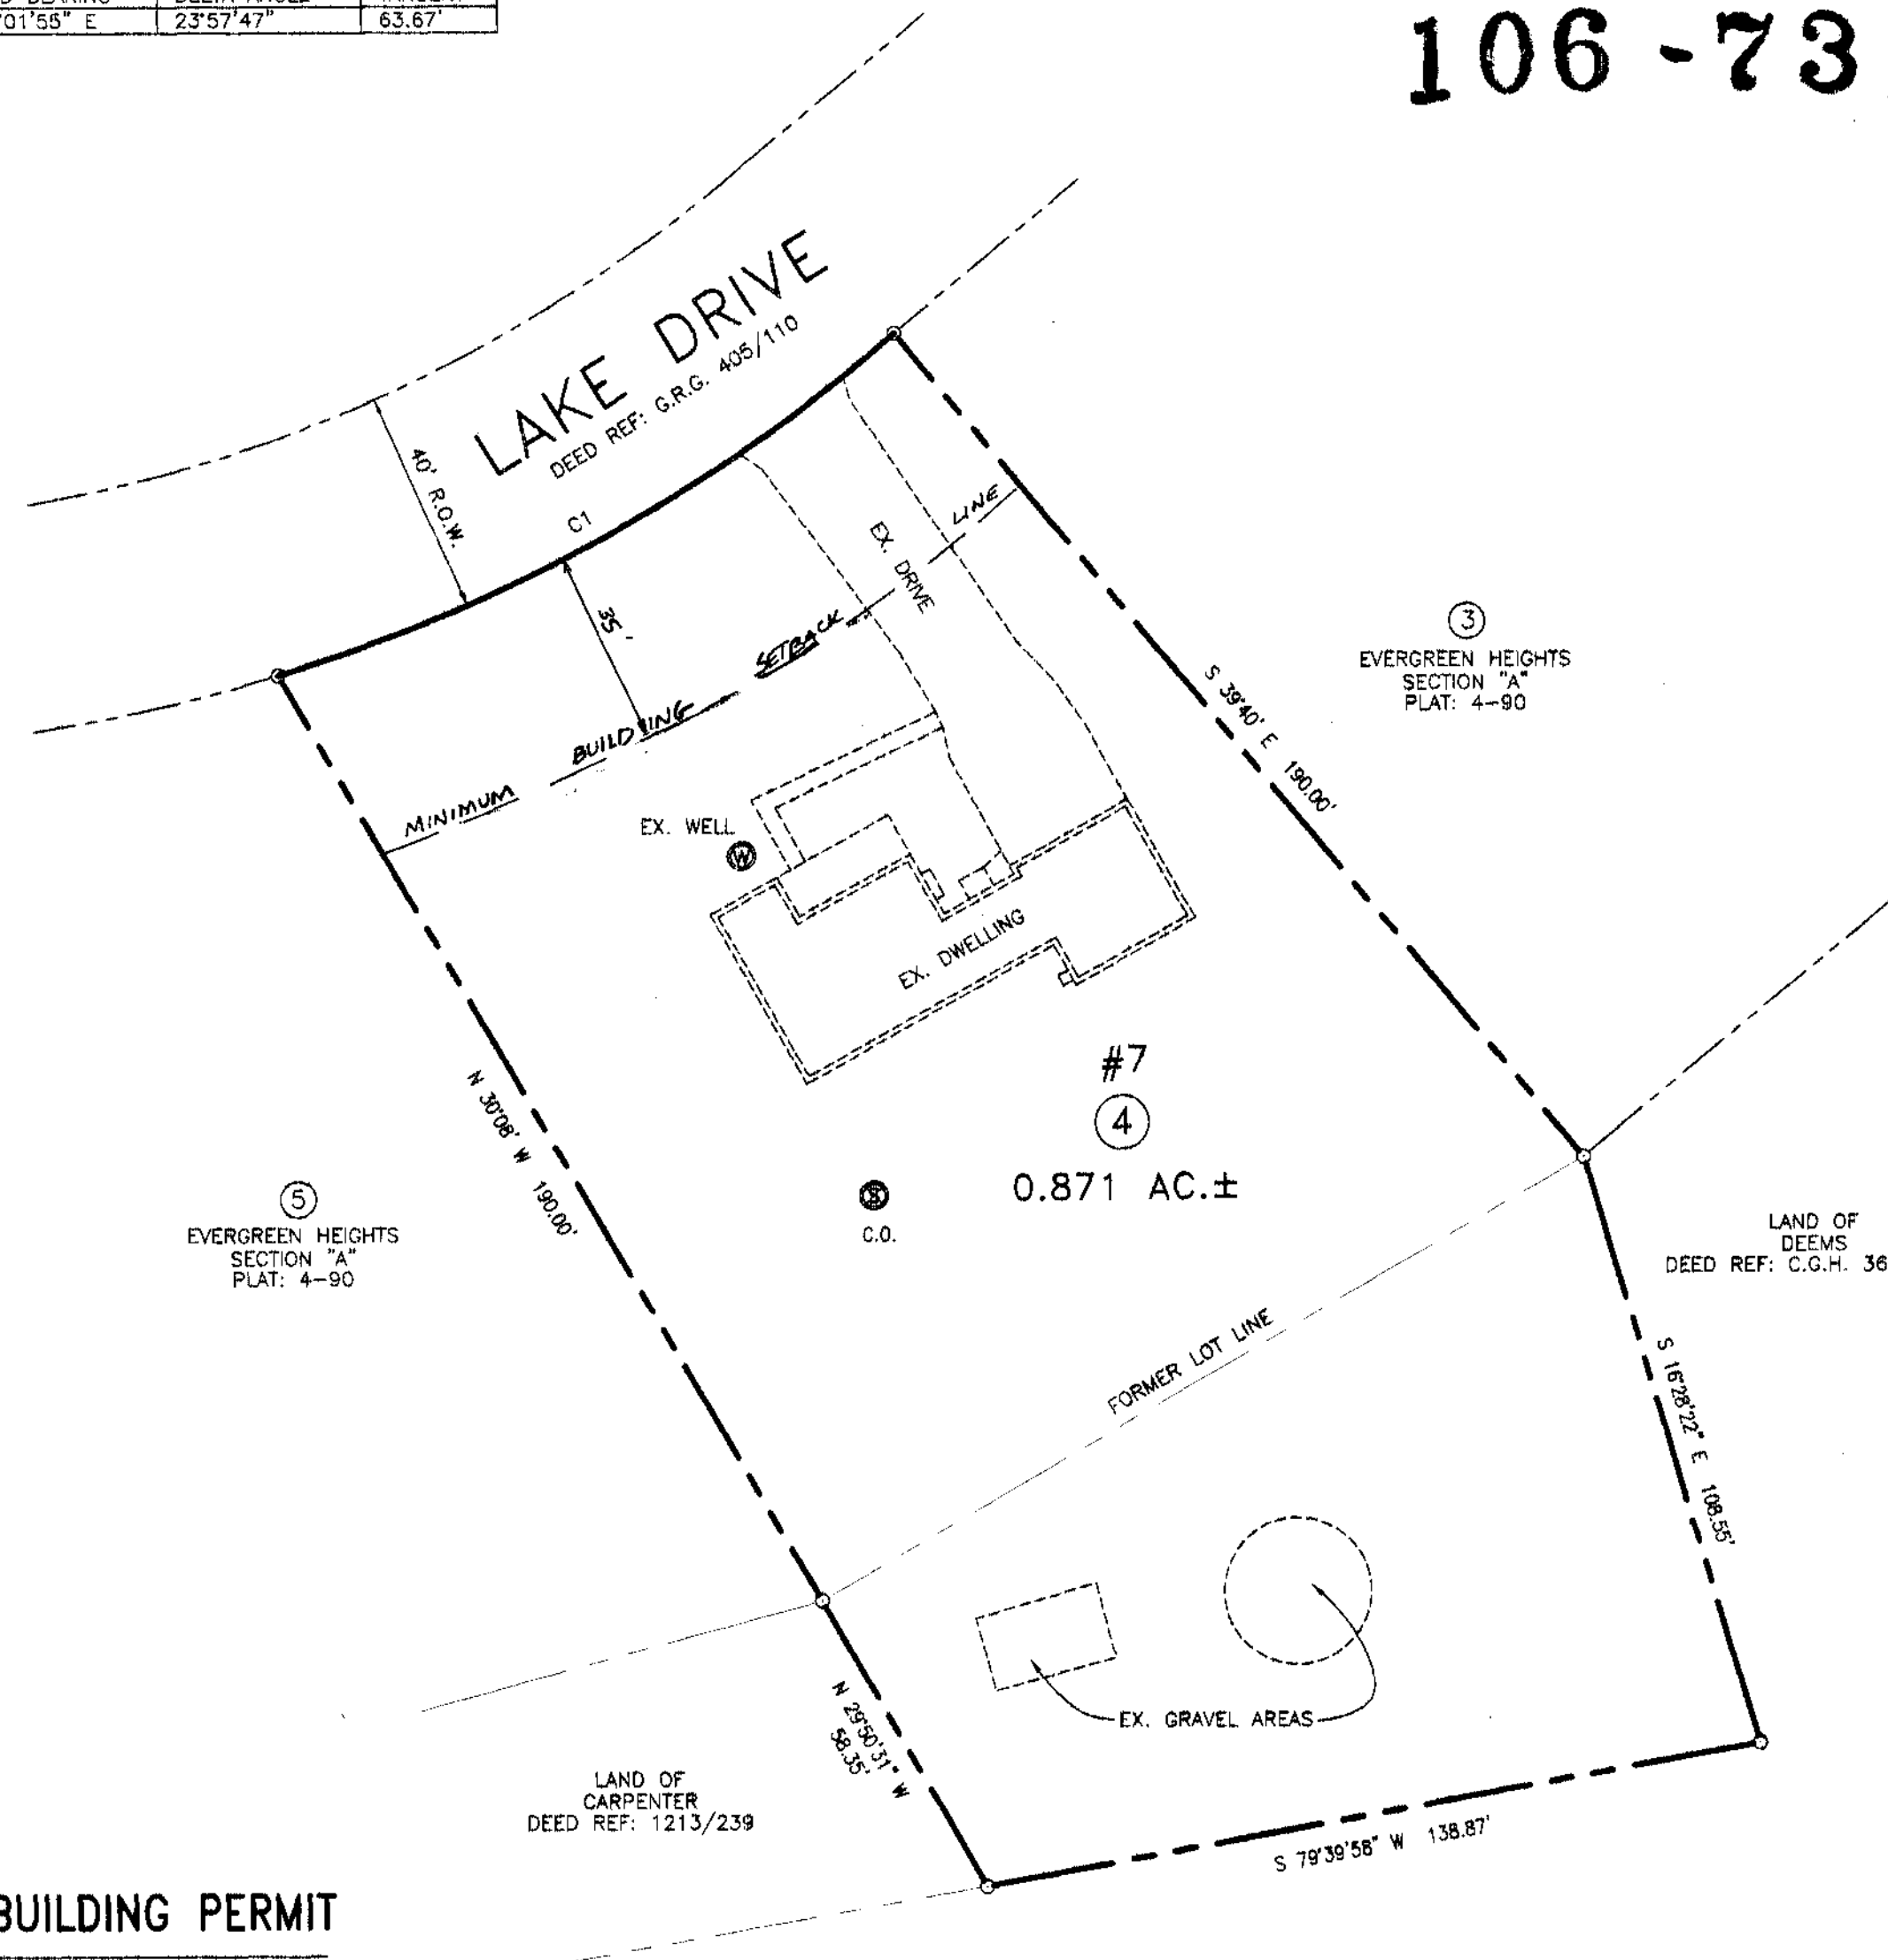 01'55" E 23°57'47" 63.67'
106-73
LAKE DRIVE
DEED REF: G.R.G. 405/110
40' R.O.W.
C1
35'
EX. DRIVE
MINIMUM BUILDING SETBACK LINE
S 39°40' E 190.00'
3
EVERGREEN HEIGHTS
SECTION "A"
PLAT: 4-90
EX. WELL
W
EX. DWELLING
#7
4
0.871 AC.±
N 30°08' W 190.00'
S
C.O.
5
EVERGREEN HEIGHTS
SECTION "A"
PLAT: 4-90
LAND OF
DEEMS
DEED REF: C.G.H. 36
FORMER LOT LINE
S 16°28'22" E 108.55'
N 29°50'31" W
58.35'
EX. GRAVEL AREAS
LAND OF
CARPENTER
DEED REF: 1213/239
S 79°39'58" W 138.87'
BUILDING PERMIT